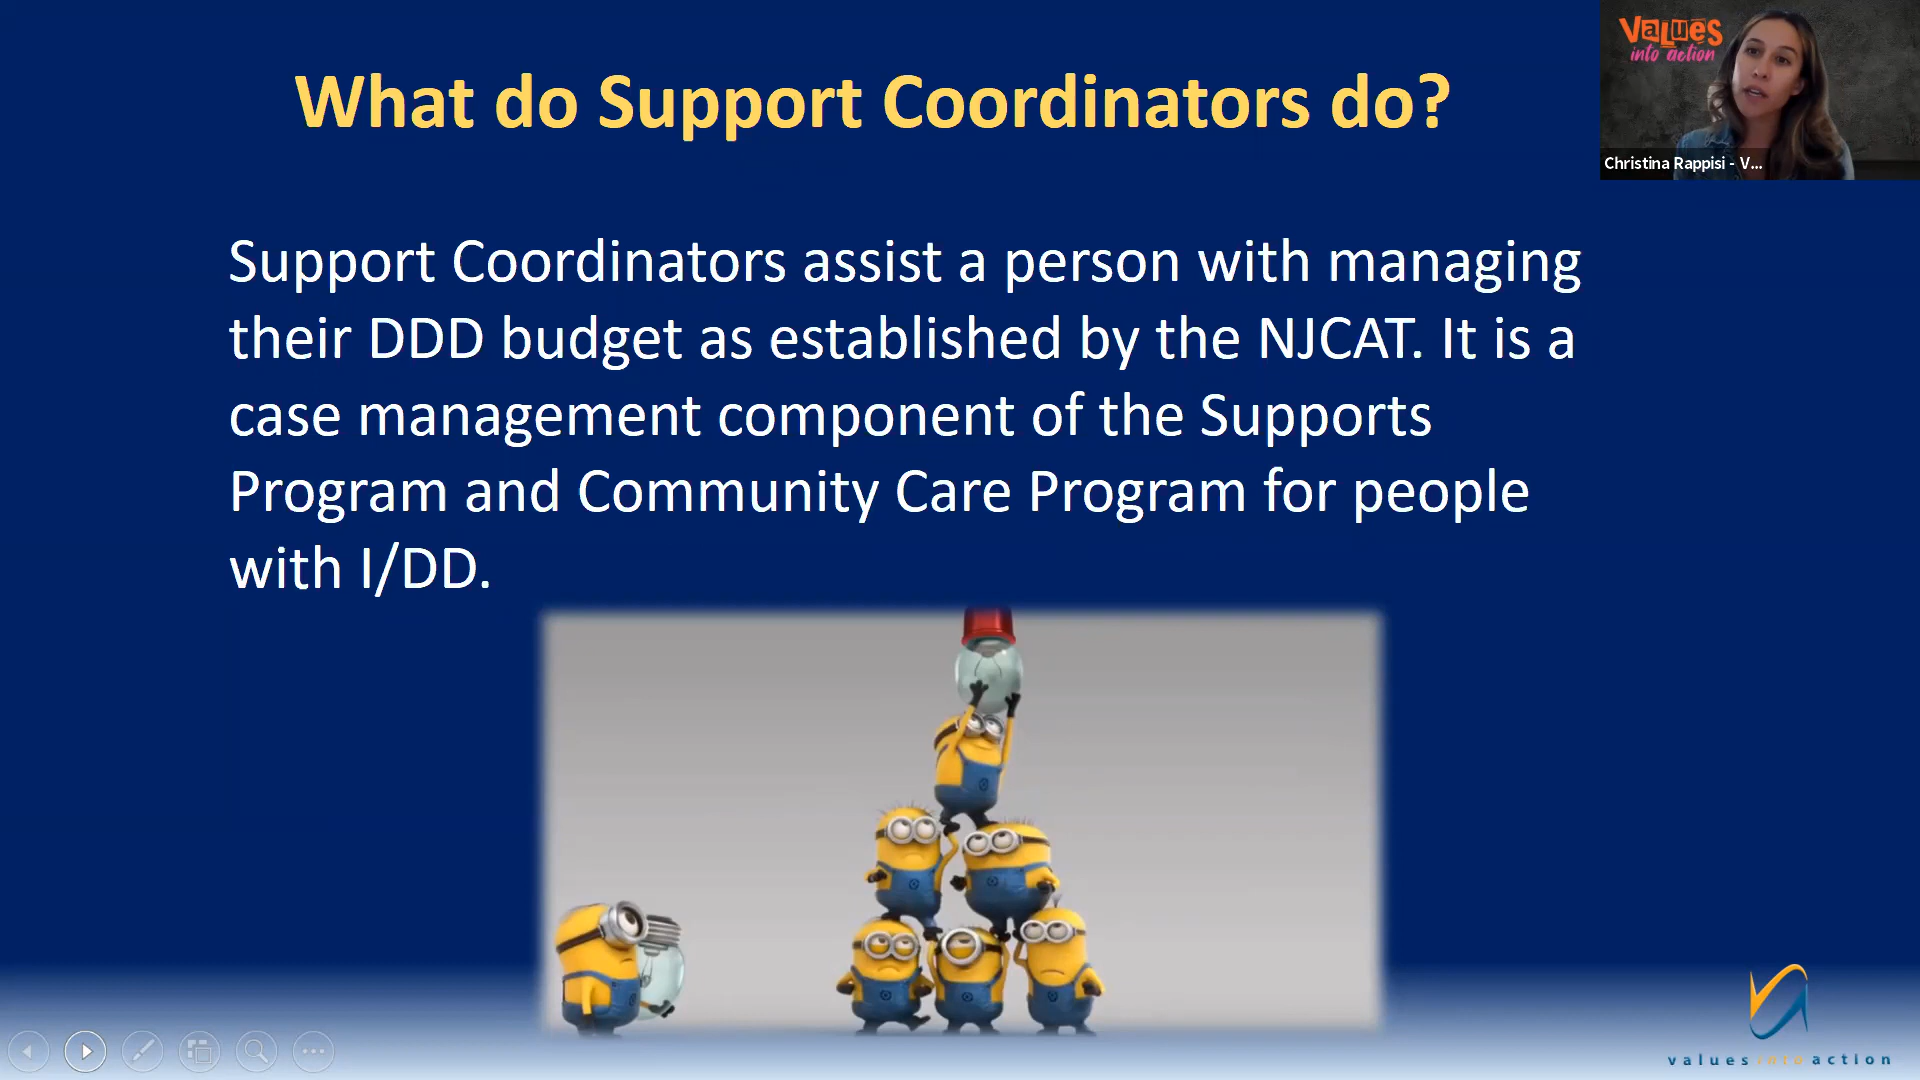 What do Support Coordinators do?
Values
into action
Christina Rappisi - V...
Support Coordinators assist a person with managing
their DDD budget as established by the NJCAT. It is a
case management component of the Supports
Program and Community Care Program for people
with I/DD.
values into action